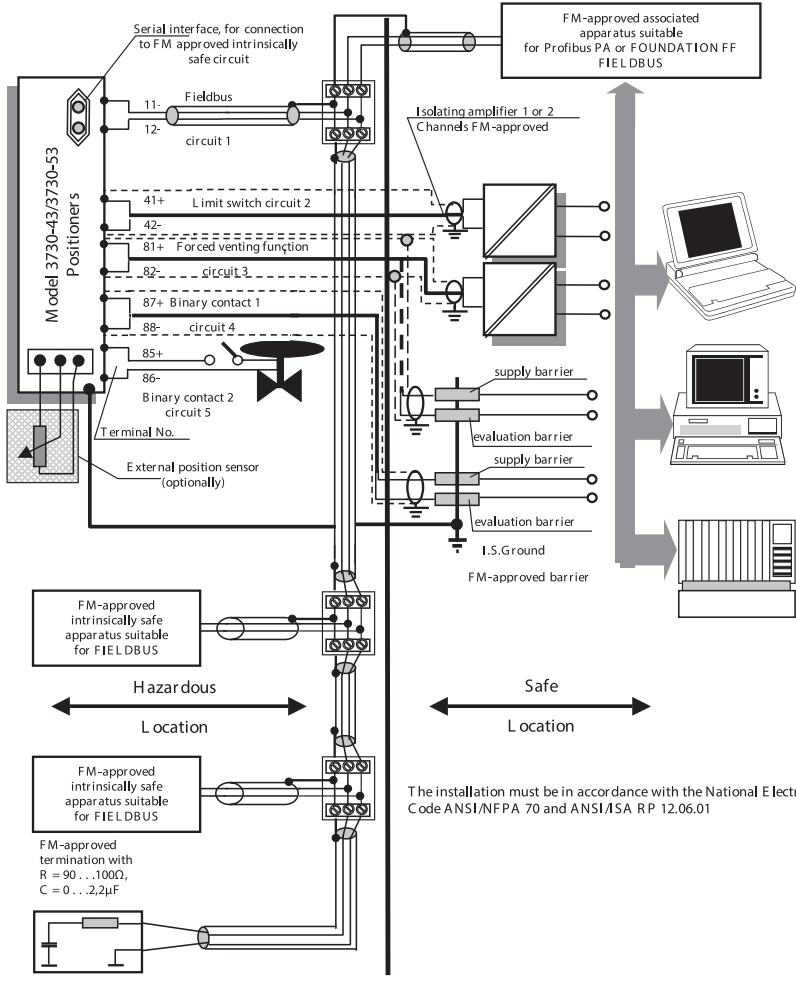 Serial interface, for connection
to FM approved intrinsically
safe circuit
FM-approved associated
apparatus suitable
for Profibus PA or FOUNDATION FF
FIELDBUS
Model 3730-43/3730-53
Positioners
11-
Fieldbus
12-
circuit 1
Isolating amplifier 1 or 2
Channels FM-approved
41+ Limit switch circuit 2
42-
81+ Forced venting function
82- circuit 3
87+ Binary contact 1
88- circuit 4
85+
86-
Binary contact 2
circuit 5
Terminal No.
External position sensor
(optionally)
supply barrier
evaluation barrier
supply barrier
evaluation barrier
I.S.Ground
FM-approved barrier
FM-approved
intrinsically safe
apparatus suitable
for FIELDBUS
Hazardous
Location
Safe
Location
FM-approved
intrinsically safe
apparatus suitable
for FIELDBUS
The installation must be in accordance with the National Electr
Code ANSI/NFPA 70 and ANSI/ISA RP 12.06.01
FM-approved
termination with
R = 90 . . .100Ω,
C = 0 . . .2,2µF